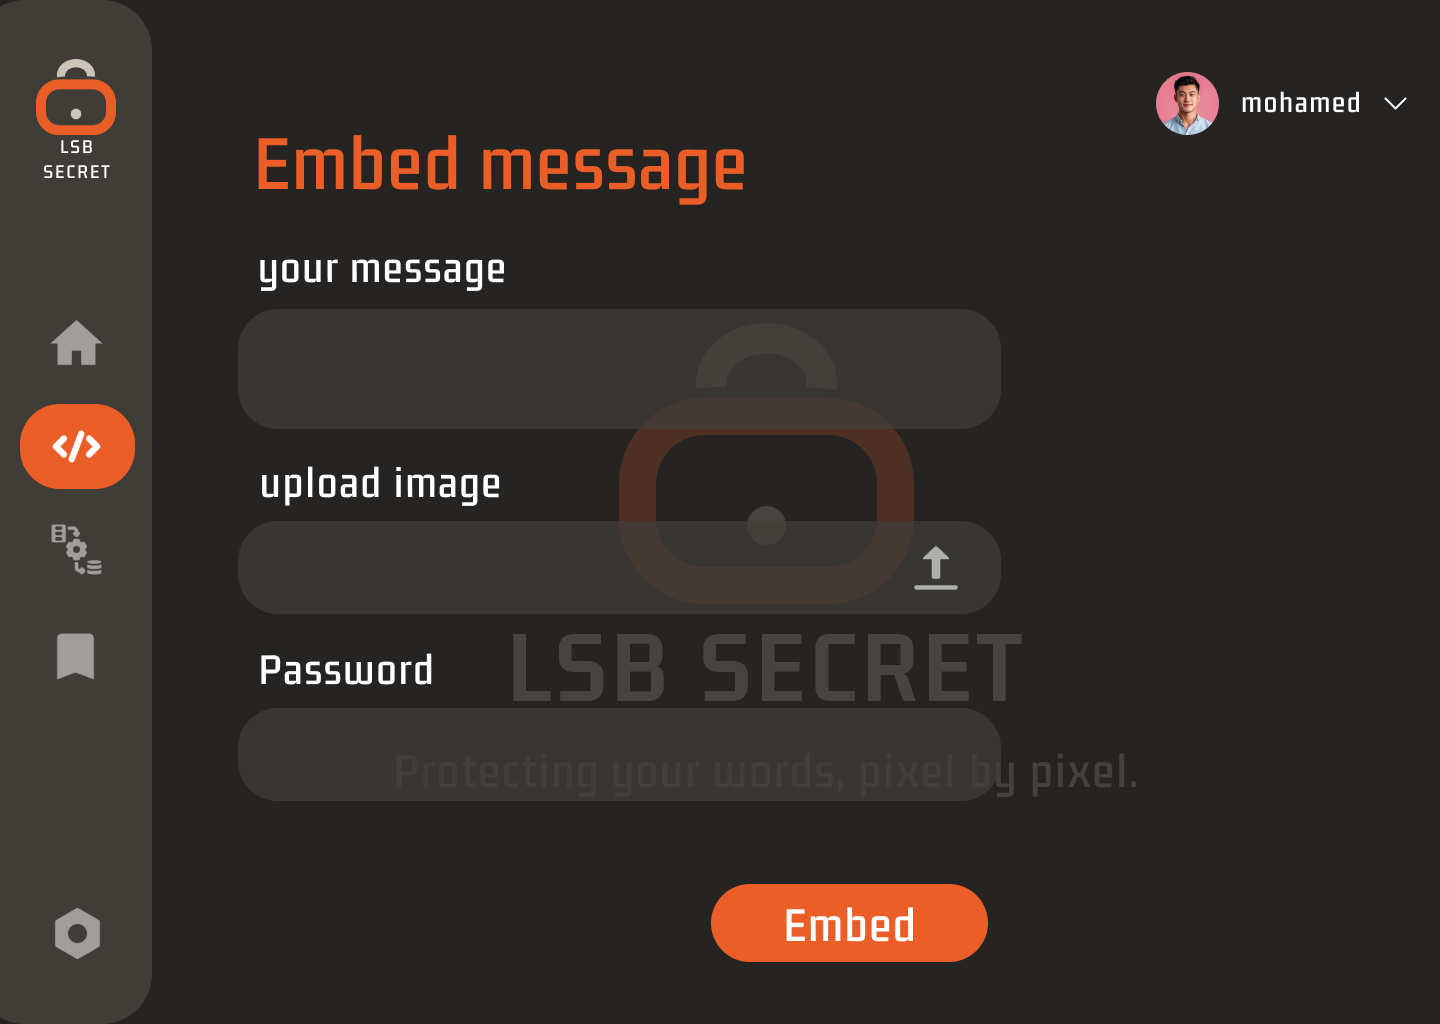 LSB
SECRET
mohamed
Embed message
your message
upload image
LSB SECRET
Password
Protecting your words, pixel by pixel.
Embed